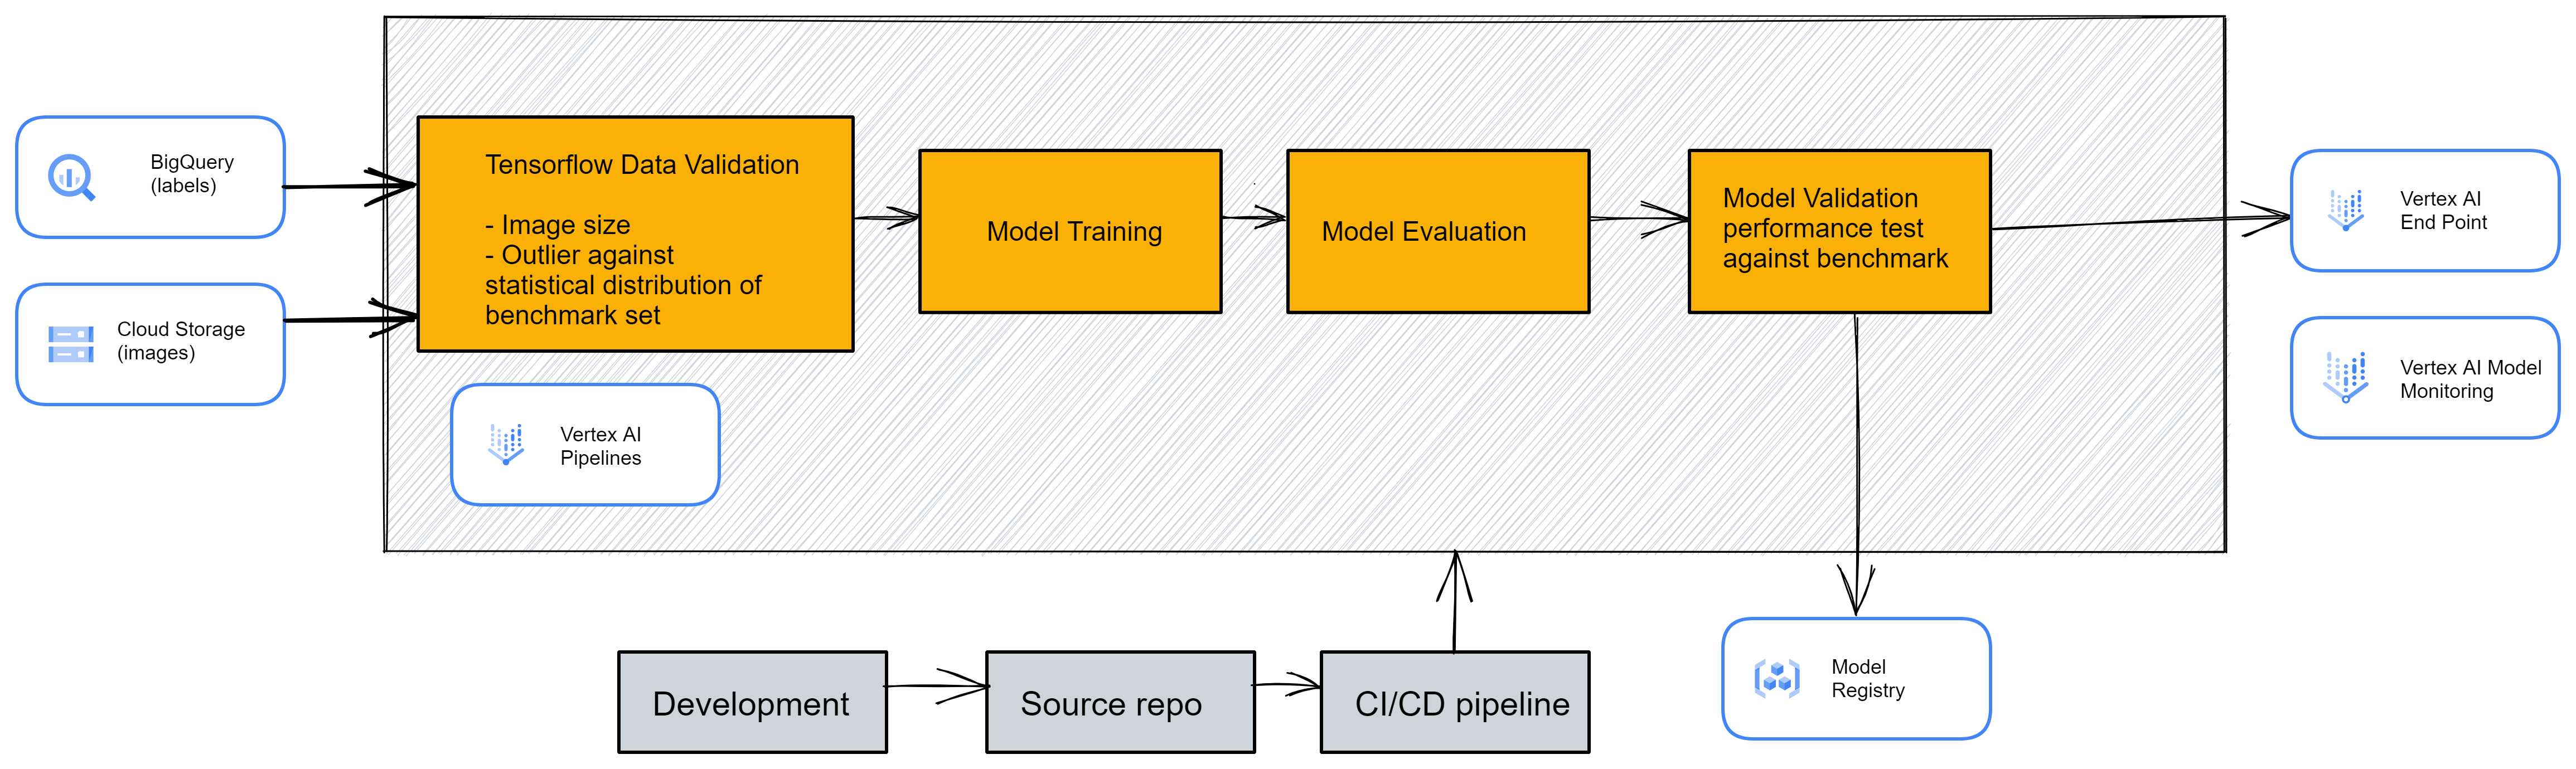 BigQuery
(labels)
Cloud Storage
(images)
Tensorflow Data Validation
- Image size
- Outlier against
statistical distribution of
benchmark set
Vertex AI
Pipelines
Model Training
Model Evaluation
Model Validation
performance test
against benchmark
Vertex AI
End Point
Vertex AI Model
Monitoring
Development
Source repo
CI/CD pipeline
Model
Registry